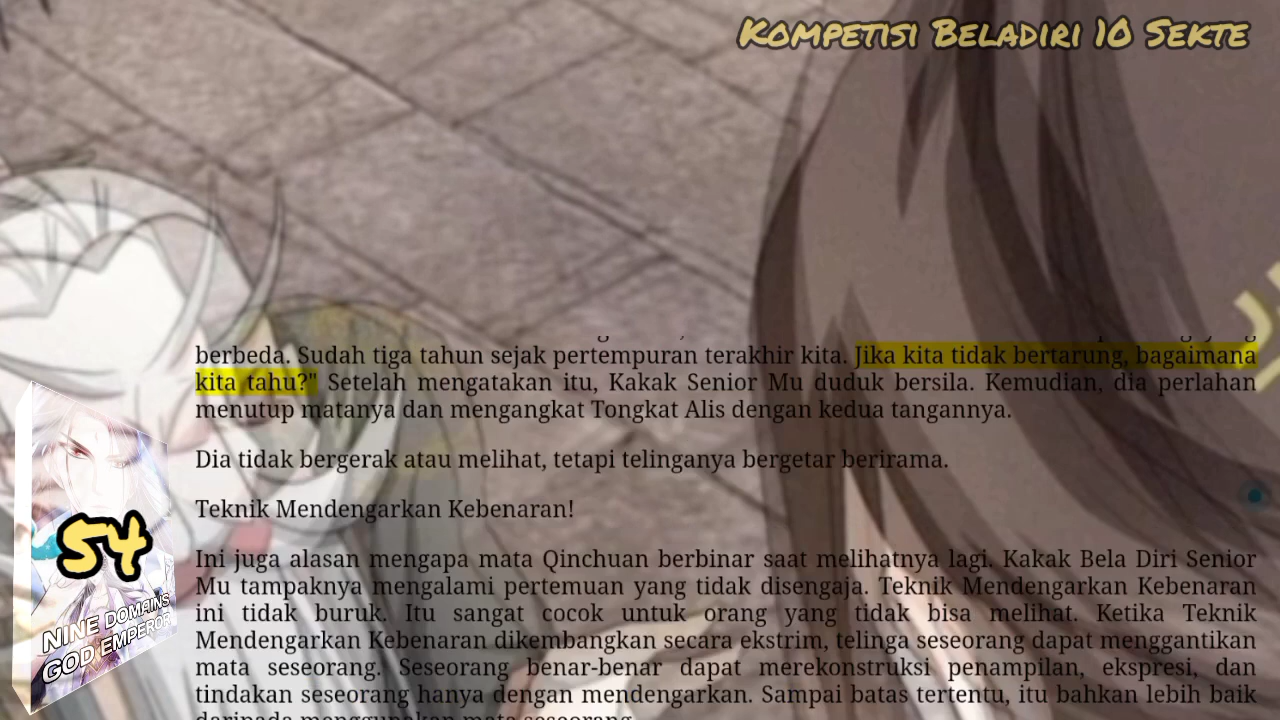 Kompetisi Beladiri 10 Sekte
berbeda. Sudah tiga tahun sejak pertempuran terakhir kita. Jika kita tidak bertarung, bagaimana
kita tahu?" Setelah mengatakan itu, Kakak Senior Mu duduk bersila. Kemudian, dia perlahan
menutup matanya dan mengangkat Tongkat Alis dengan kedua tangannya.
Dia tidak bergerak atau melihat, tetapi telinganya bergetar berirama.
Teknik Mendengarkan Kebenaran!
Ini juga alasan mengapa mata Qinchuan berbinar saat melihatnya lagi. Kakak Bela Diri Senior
Mu tampaknya mengalami pertemuan yang tidak disengaja. Teknik Mendengarkan Kebenaran
ini tidak buruk. Itu sangat cocok untuk orang yang tidak bisa melihat. Ketika Teknik
Mendengarkan Kebenaran dikembangkan secara ekstrim, telinga seseorang dapat menggantikan
mata seseorang. Seseorang benar-benar dapat merekonstruksi penampilan, ekspresi, dan
tindakan seseorang hanya dengan mendengarkan. Sampai batas tertentu, itu bahkan lebih baik
daripada menggunakan mata seseorang.
54
NINE DOMAINS
GOD EMPEROR